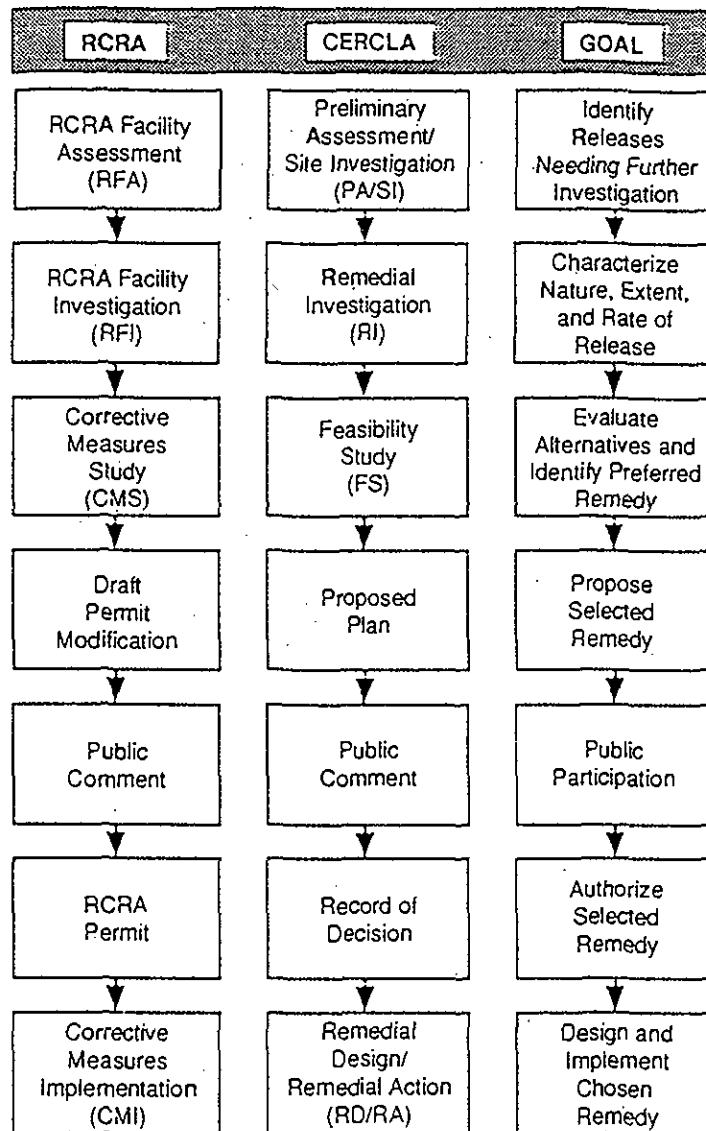 RCRA
CERCLA
GOAL
RCRA Facility
Assessment
(RFA)
Preliminary
Assessment/
Site Investigation
(PA/SI)
Identify
Releases
Needing Further
Investigation
RCRA Facility
Investigation
(RFI)
Remedial
Investigation
(RI)
Characterize
Nature, Extent,
and Rate of
Release
Corrective
Measures
Study
(CMS)
Feasibility
Study
(FS)
Evaluate
Alternatives and
Identify Preferred
Remedy
Draft
Permit
Modification
Proposed
Plan
Propose
Selected
Remedy
Public
Comment
Public
Comment
Public
Participation
RCRA
Permit
Record of
Decision
Authorize
Selected
Remedy
Corrective
Measures
Implementation
(CMI)
Remedial
Design/
Remedial Action
(RD/RA)
Design and
Implement
Chosen
Remedy